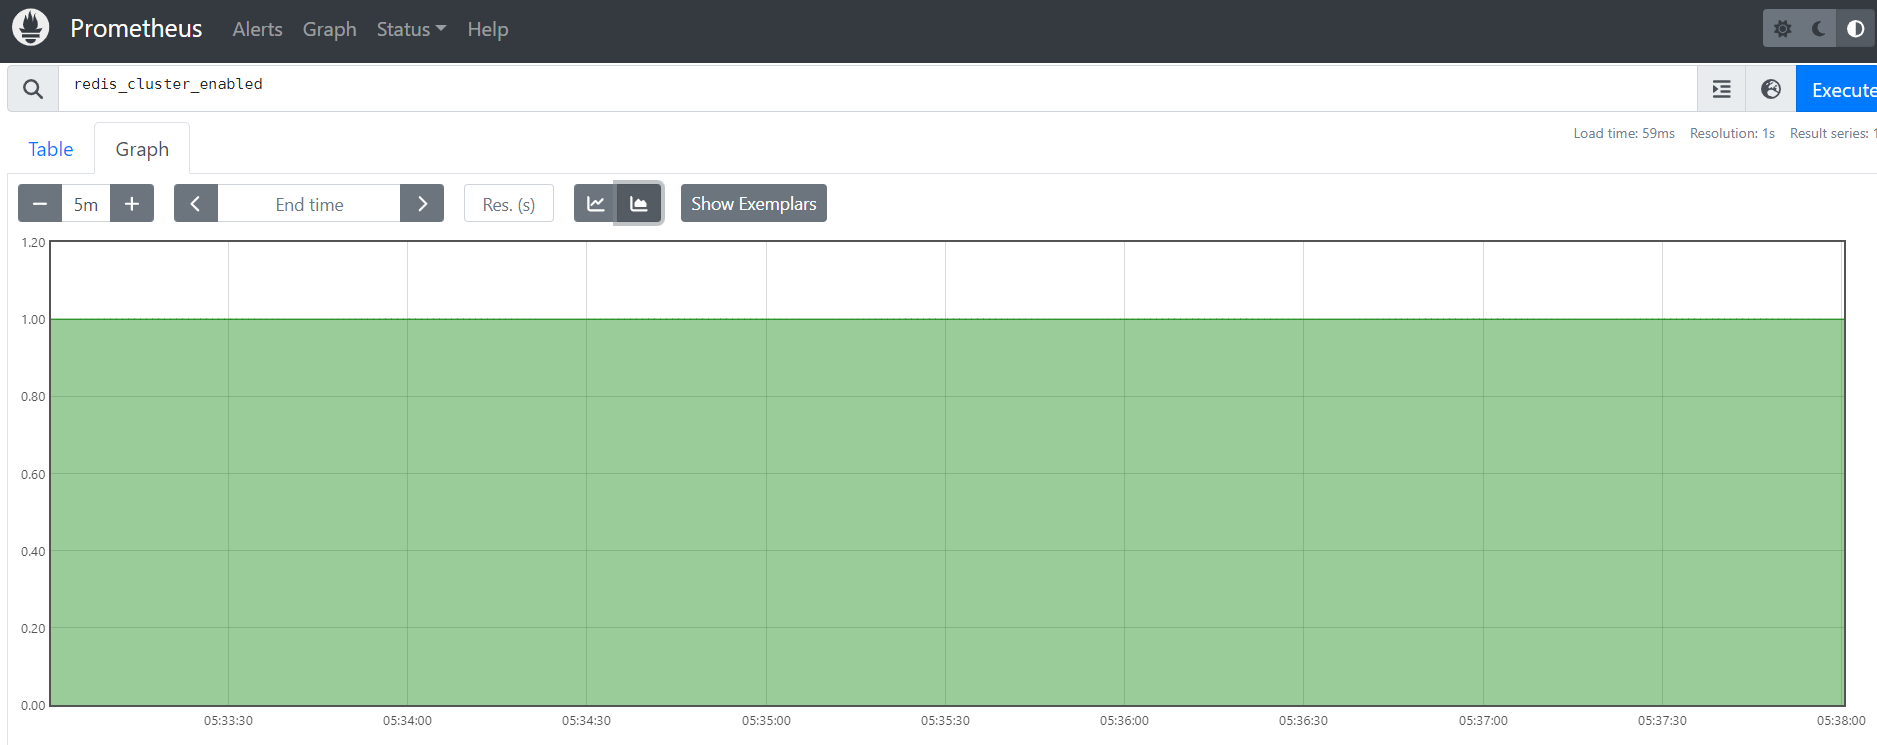 Prometheus Alerts Graph Status Help
redis_cluster_enabled
Execute
Load time: 59ms Resolution: 1s Result series: 1
Table Graph
5m End time Res. (s) Show Exemplars
1.20
1.00
0.80
0.60
0.40
0.20
0.00
05:33:30 05:34:00 05:34:30 05:35:00 05:35:30 05:36:00 05:36:30 05:37:00 05:37:30 05:38:00